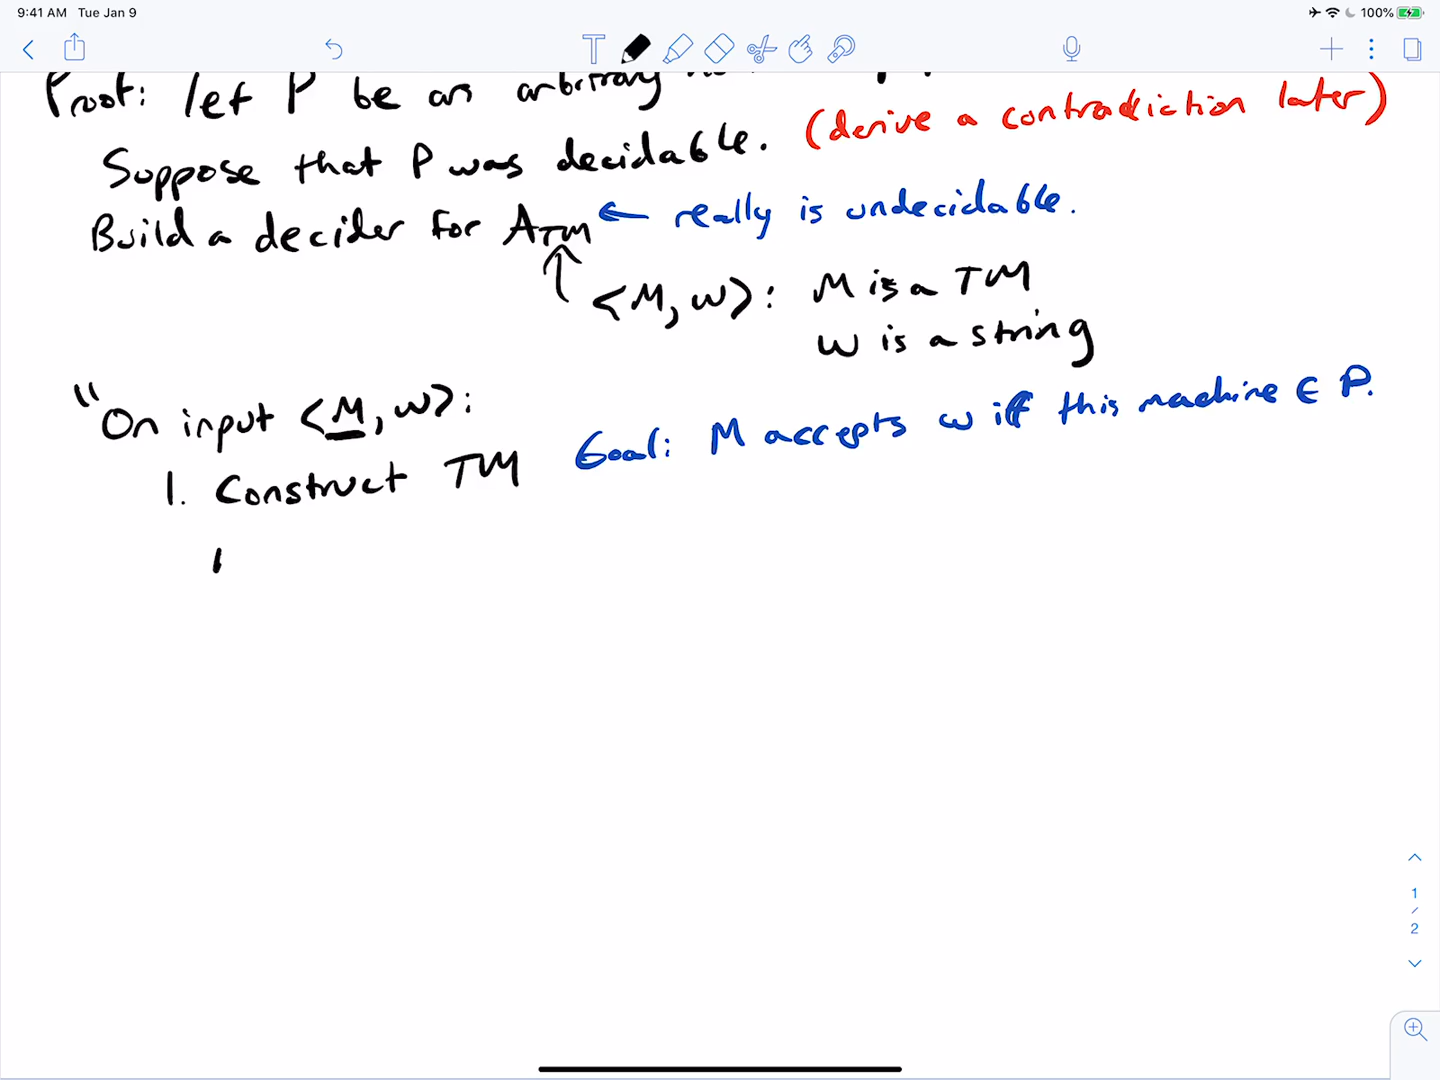 9:41 AM Tue Jan 9
100%
T
Proof: let P be an arbitrary
Suppose that P was decidable. (derive a contradiction later)
Build a decider for ATM ← really is undecidable.
↑ <M, w>: M is a TM
w is a string
"On input <M, w>:
Goal: M accepts w iff this machine ∈ P.
1. Construct TM
1
/
2